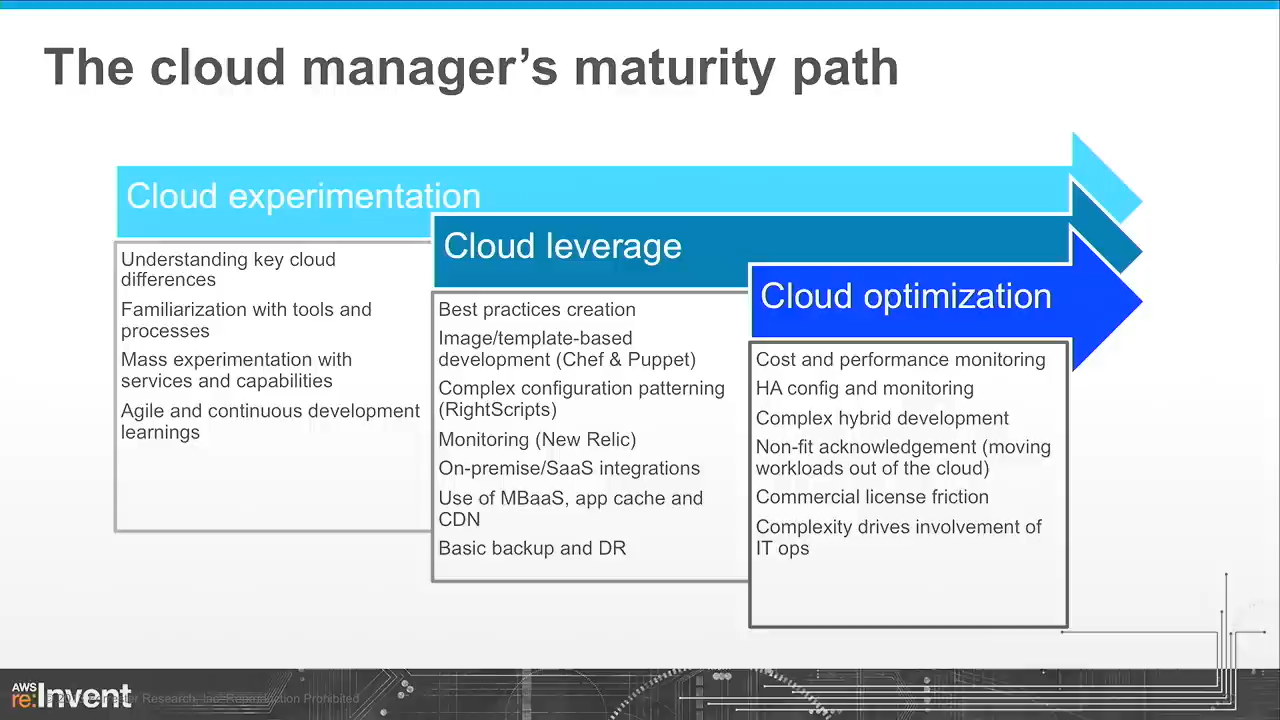 The cloud manager's maturity path
Cloud experimentation
Understanding key cloud
differences
Familiarization with tools and
processes
Mass experimentation with
services and capabilities
Agile and continuous development
learnings
Cloud leverage
Best practices creation
Image/template-based
development (Chef & Puppet)
Complex configuration patterning
(RightScripts)
Monitoring (New Relic)
On-premise/SaaS integrations
Use of MBaaS, app cache and
CDN
Basic backup and DR
Cloud optimization
Cost and performance monitoring
HA config and monitoring
Complex hybrid development
Non-fit acknowledgement (moving
workloads out of the cloud)
Commercial license friction
Complexity drives involvement of
IT ops
AWS
re:Invent
Research, Inc. Reproduction Prohibited